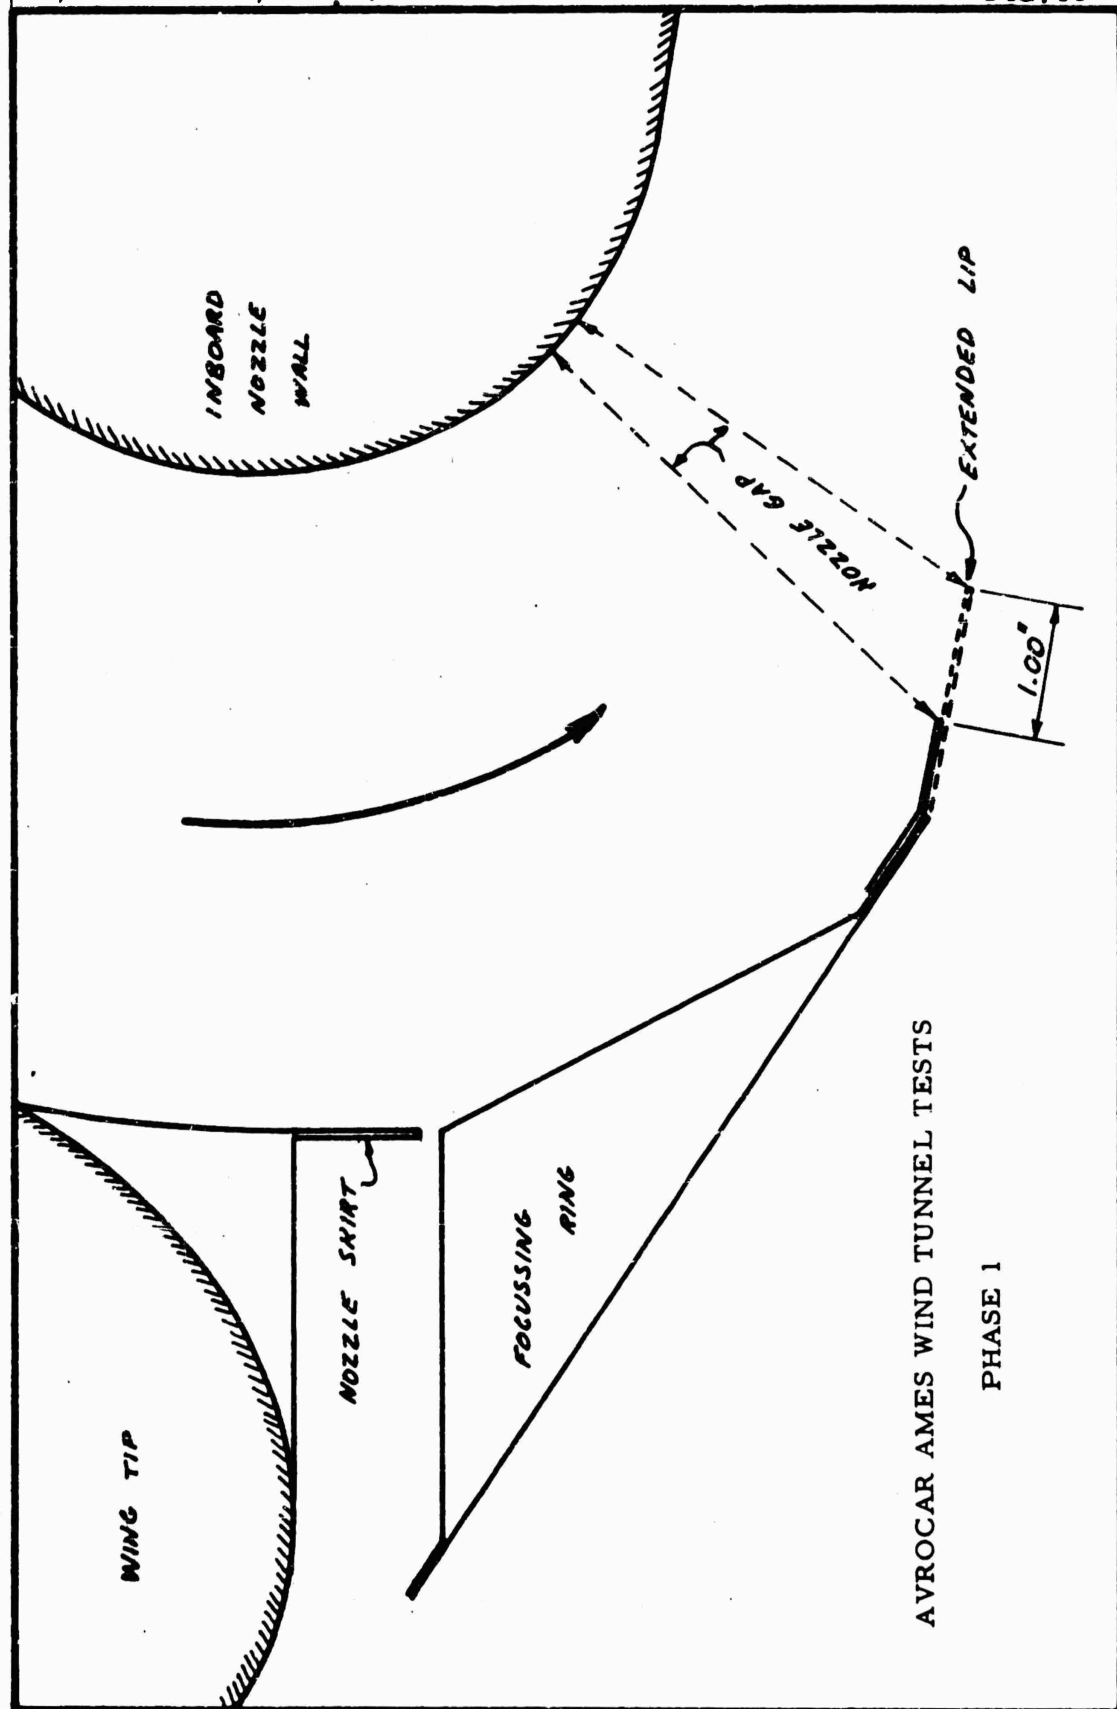 WING TIP
NOZZLE SKIRT
FOCUSSING
RING
INBOARD
NOZZLE
WALL
NOZZLE GAP
EXTENDED LIP
1.00"
AVROCAR AMES WIND TUNNEL TESTS
PHASE 1